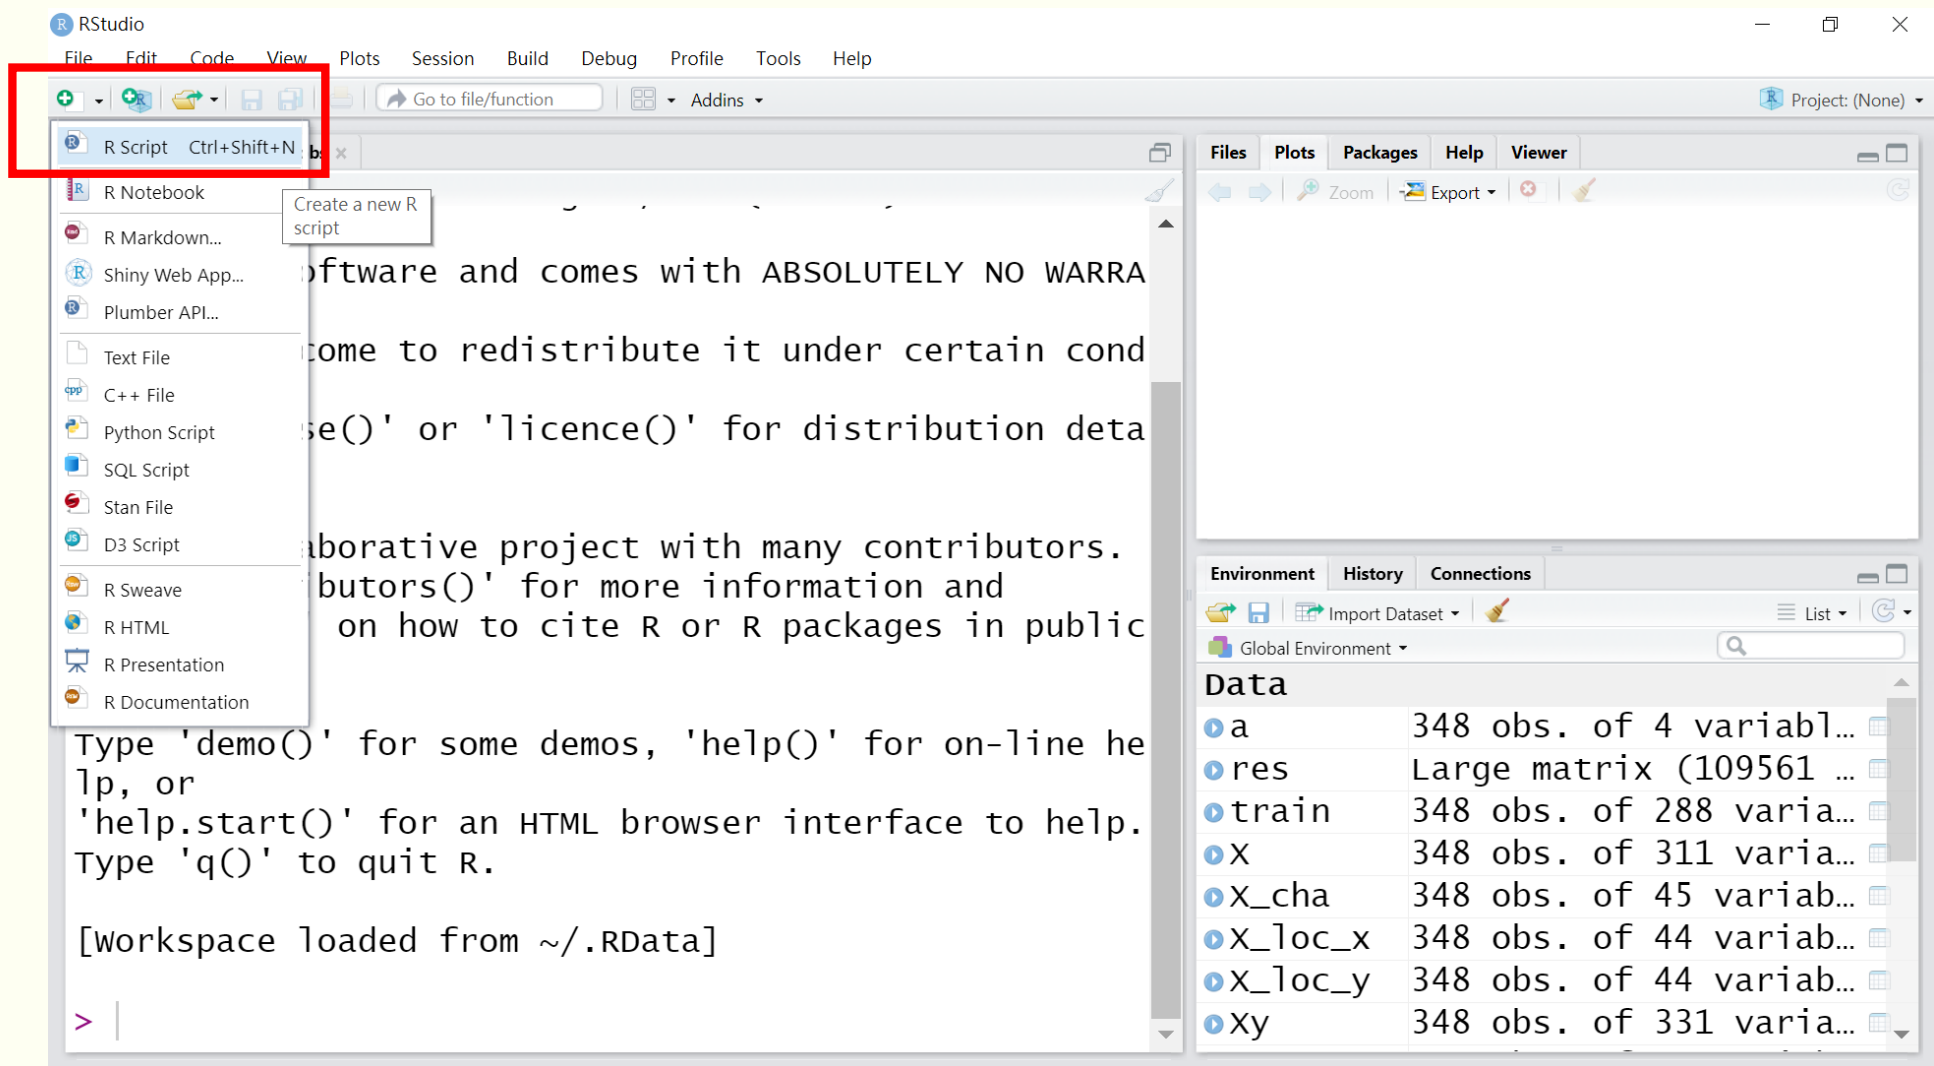 RStudio
File Edit Code View Plots Session Build Debug Profile Tools Help
Go to file/function Addins Project: (None)
R Script Ctrl+Shift+N
R Notebook
Create a new R
script
R Markdown...
Shiny Web App...
Plumber API...
Text File
C++ File
Python Script
SQL Script
Stan File
D3 Script
R Sweave
R HTML
R Presentation
R Documentation
and comes with ABSOLUTELY NO WARRA
to redistribute it under certain cond
or 'licence()' for distribution deta
project with many contributors.
for more information and
on how to cite R or R packages in public
Type 'demo()' for some demos, 'help()' for on-line he
lp, or
'help.start()' for an HTML browser interface to help.
Type 'q()' to quit R.
[Workspace loaded from ~/.RData]
>
Files Plots Packages Help Viewer
Zoom Export
Environment History Connections
Import Dataset List
Global Environment
Data
a 348 obs. of 4 variabl…
res Large matrix (109561 …
train 348 obs. of 288 varia…
X 348 obs. of 311 varia…
X_cha 348 obs. of 45 variab…
X_loc_x 348 obs. of 44 variab…
X_loc_y 348 obs. of 44 variab…
Xy 348 obs. of 331 varia…